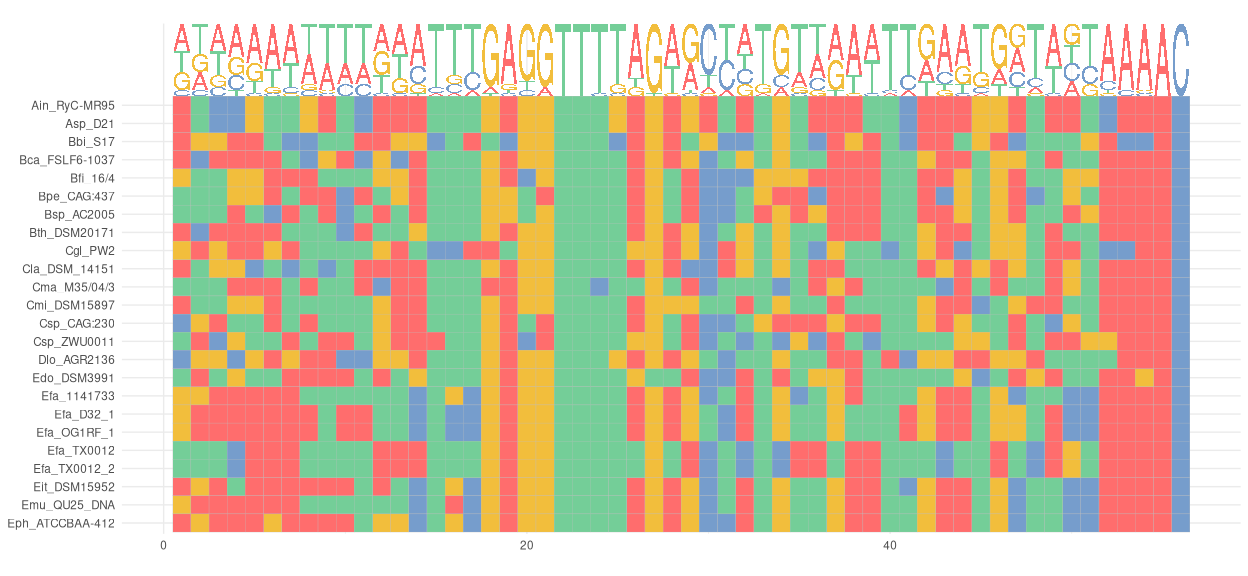 Ain_RyC-MR95
Asp_D21
Bbi_S17
Bca_FSLF6-1037
Bfi_16/4
Bpe_CAG:437
Bsp_AC2005
Bth_DSM20171
Cgl_PW2
Cla_DSM_14151
Cma_M35/04/3
Cmi_DSM15897
Csp_CAG:230
Csp_ZWU0011
Dlo_AGR2136
Edo_DSM3991
Efa_1141733
Efa_D32_1
Efa_OG1RF_1
Efa_TX0012
Efa_TX0012_2
Eit_DSM15952
Emu_QU25_DNA
Eph_ATCCBAA-412
0 20 40